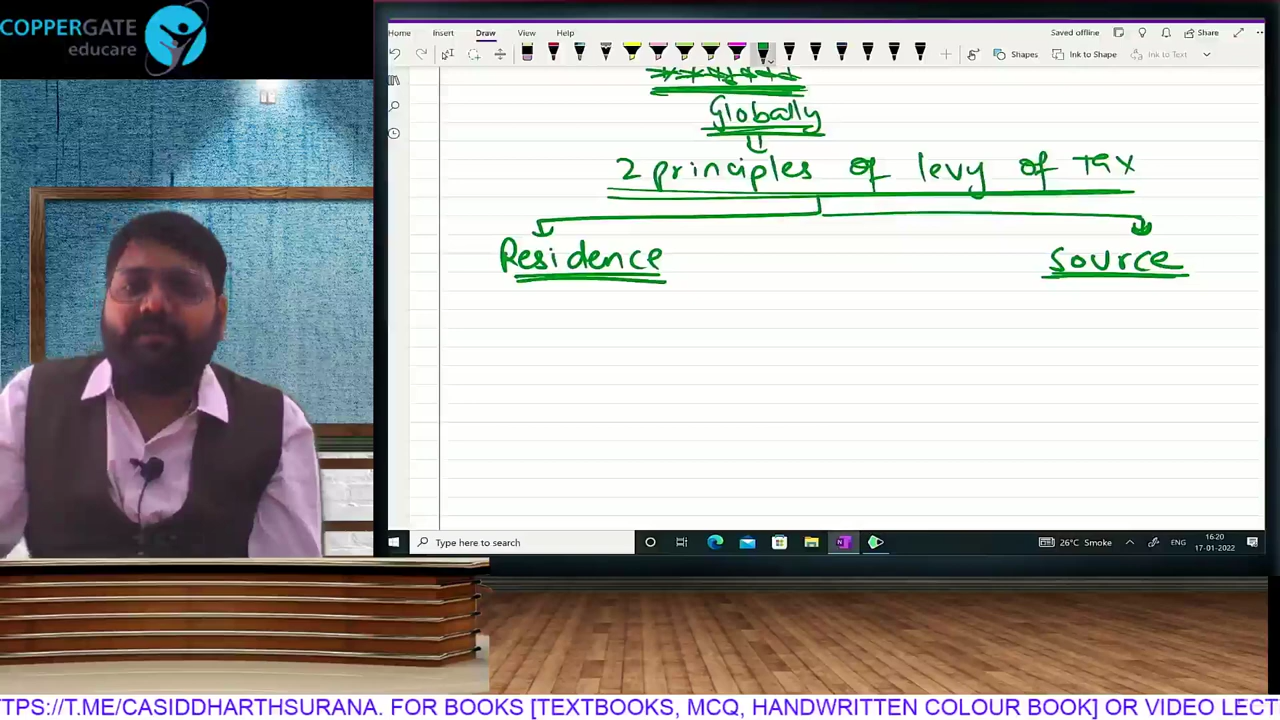 COPPERGATE
educare
Home Insert Draw View Help
Saved offline
Share
Shapes
Ink to Shape
Ink to Text
Globally
2 principles of levy of Tax
Residence
Source
Type here to search
26°C Smoke
ENG
16:20
17-01-2022
TTPS://T.ME/CASIDDHARTHSURANA. FOR BOOKS [TEXTBOOKS, MCQ, HANDWRITTEN COLOUR BOOK] OR VIDEO LECT